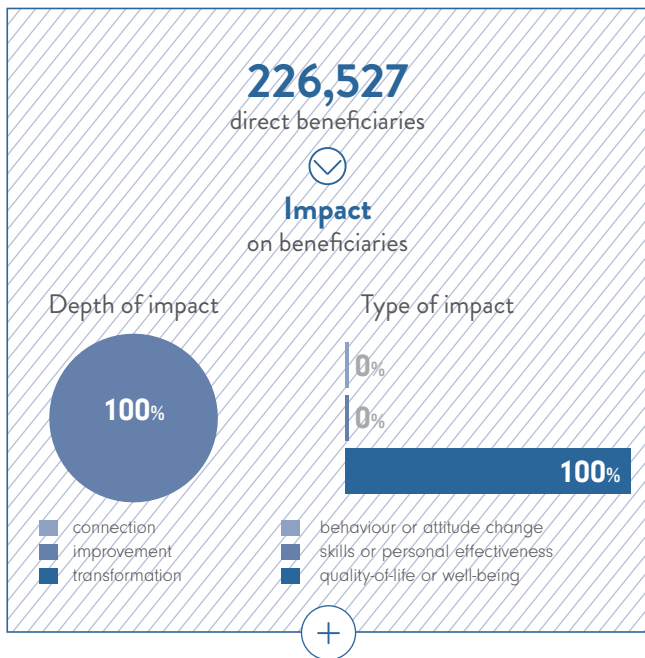 226,527
direct beneficiaries
Impact
on beneficiaries
Depth of impact
Type of impact
100%
0%
0%
100%
connection
improvement
transformation
behaviour or attitude change
skills or personal effectiveness
quality-of-life or well-being